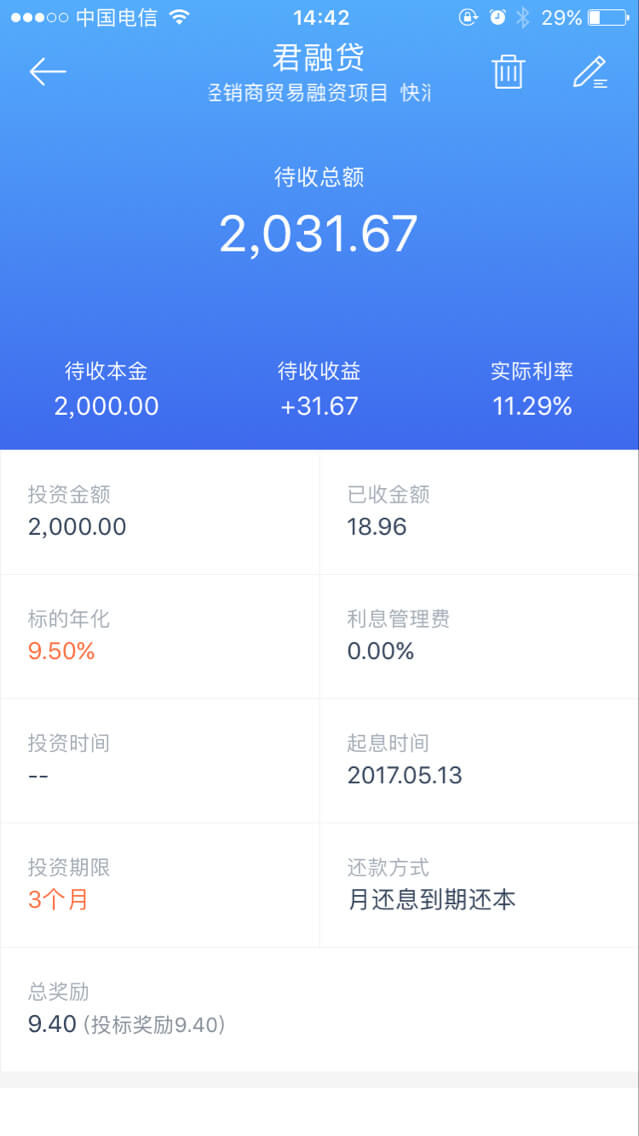 中国电信 14:42 29%
君融贷
经销商贸易融资项目 快消
待收总额
2,031.67
待收本金 待收收益 实际利率
2,000.00 +31.67 11.29%
投资金额 已收金额
2,000.00 18.96
标的年化 利息管理费
9.50% 0.00%
投资时间 起息时间
-- 2017.05.13
投资期限 还款方式
3个月 月还息到期还本
总奖励
9.40 (投标奖励9.40)